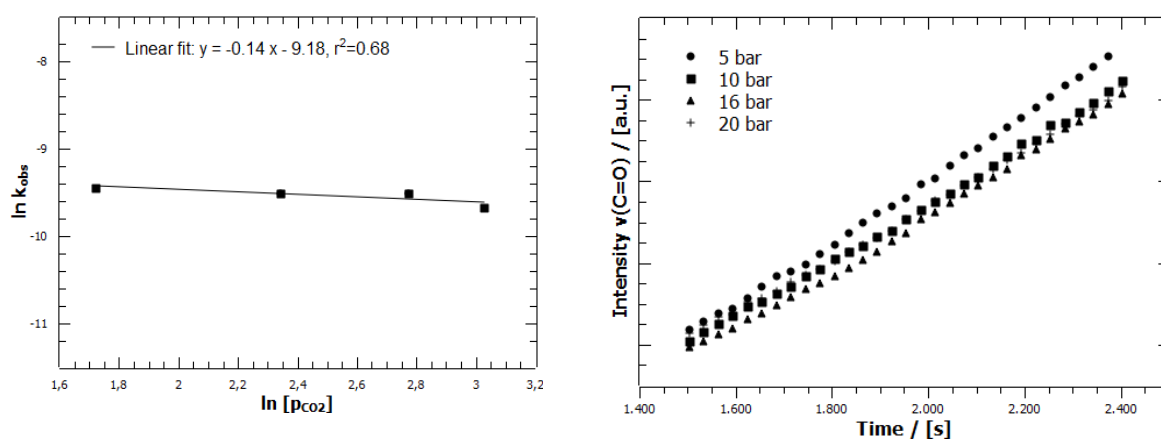 Linear fit: y = -0.14 x - 9.18, r²=0.68
-8
-9
-10
-11
ln k_obs
1,6
1,8
2
2,2
2,4
2,6
2,8
3
3,2
ln [p_CO2]
5 bar
10 bar
16 bar
20 bar
Intensity ν(C=O) / [a.u.]
1.400
1.600
1.800
2.000
2.200
2.400
Time / [s]